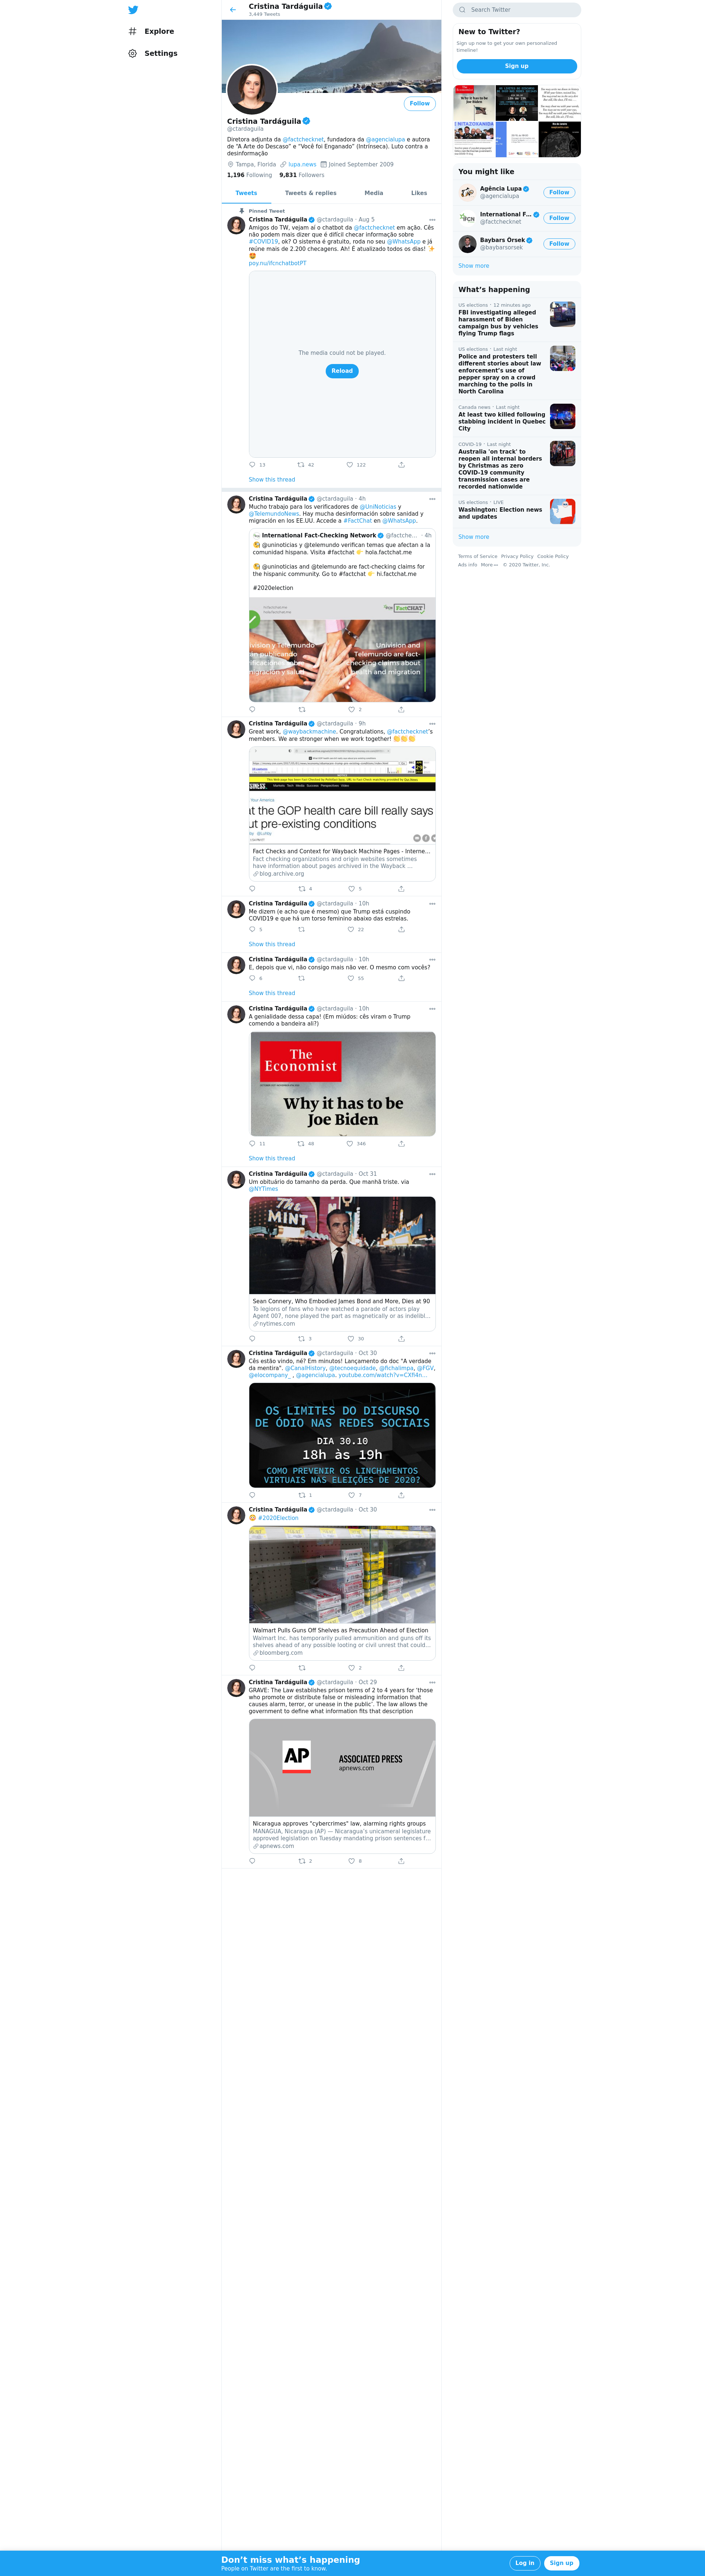 Explore
Settings
Cristina Tardáguila
3,449 Tweets
Follow
Cristina Tardáguila
@ctardaguila
Diretora adjunta da @factchecknet, fundadora da @agencialupa e autora
de "A Arte do Descaso" e "Você foi Enganado" (Intrínseca). Luto contra a
desinformação
Tampa, Florida lupa.news Joined September 2009
1,196 Following 9,831 Followers
Tweets Tweets & replies Media Likes
Pinned Tweet
Cristina Tardáguila @ctardaguila · Aug 5
Amigos do TW, vejam aí o chatbot da @factchecknet em ação. Cês
não podem mais dizer que é difícil checar informação sobre
#COVID19, ok? O sistema é gratuito, roda no seu @WhatsApp e já
reúne mais de 2.200 checagens. Ah! É atualizado todos os dias!
poy.nu/ifcnchatbotPT
The media could not be played.
Reload
13 42 122
Show this thread
Cristina Tardáguila @ctardaguila · 4h
Mucho trabajo para los verificadores de @UniNoticias y
@TelemundoNews. Hay mucha desinformación sobre sanidad y
migración en los EE.UU. Accede a #FactChat en @WhatsApp.
International Fact-Checking Network @factche... · 4h
@uninoticias y @telemundo verifican temas que afectan a la
comunidad hispana. Visita #factchat 👉 hola.factchat.me
@uninoticias and @telemundo are fact-checking claims for
the hispanic community. Go to #factchat 👉 hi.factchat.me
#2020election
FactCHAT
Univision and
Telemundo are fact-
checking claims about
health and migration
2
Cristina Tardáguila @ctardaguila · 9h
Great work, @waybackmachine. Congratulations, @factchecknet's
members. We are stronger when we work together!
at the GOP health care bill really says
ut pre-existing conditions
Fact Checks and Context for Wayback Machine Pages - Interne...
Fact checking organizations and origin websites sometimes
have information about pages archived in the Wayback ...
blog.archive.org
4 5
Cristina Tardáguila @ctardaguila · 10h
Me dizem (e acho que é mesmo) que Trump está cuspindo
COVID19 e que há um torso feminino abaixo das estrelas.
5 22
Show this thread
Cristina Tardáguila @ctardaguila · 10h
E, depois que vi, não consigo mais não ver. O mesmo com vocês?
6 55
Show this thread
Cristina Tardáguila @ctardaguila · 10h
A genialidade dessa capa! (Em miúdos: cês viram o Trump
comendo a bandeira ali?)
The
Economist
Why it has to be
Joe Biden
11 48 346
Show this thread
Cristina Tardáguila @ctardaguila · Oct 31
Um obituário do tamanho da perda. Que manhã triste. via
@NYTimes
The MINT
Sean Connery, Who Embodied James Bond and More, Dies at 90
To legions of fans who have watched a parade of actors play
Agent 007, none played the part as magnetically or as indelibl...
nytimes.com
3 30
Cristina Tardáguila @ctardaguila · Oct 30
Cês estão vindo, né? Em minutos! Lançamento do doc "A verdade
da mentira". @CanalHistory, @tecnoequidade, @fichalimpa, @FGV,
@elocompany_ , @agencialupa. youtube.com/watch?v=CXfl4n...
OS LIMITES DO DISCURSO
DE ÓDIO NAS REDES SOCIAIS
DIA 30.10
18h às 19h
COMO PREVENIR OS LINCHAMENTOS
VIRTUAIS NAS ELEIÇÕES DE 2020?
1 7
Cristina Tardáguila @ctardaguila · Oct 30
#2020Election
Walmart Pulls Guns Off Shelves as Precaution Ahead of Election
Walmart Inc. has temporarily pulled ammunition and guns off its
shelves ahead of any possible looting or civil unrest that could...
bloomberg.com
2
Cristina Tardáguila @ctardaguila · Oct 29
GRAVE: The Law establishes prison terms of 2 to 4 years for 'those
who promote or distribute false or misleading information that
causes alarm, terror, or unease in the public'. The law allows the
government to define what information fits that description
AP ASSOCIATED PRESS
apnews.com
Nicaragua approves "cybercrimes" law, alarming rights groups
MANAGUA, Nicaragua (AP) — Nicaragua's unicameral legislature
approved legislation on Tuesday mandating prison sentences f...
apnews.com
2 8
Search Twitter
New to Twitter?
Sign up now to get your own personalized
timeline!
Sign up
You might like
Agência Lupa
@agencialupa
Follow
International F...
@factchecknet
Follow
Baybars Örsek
@baybarsorsek
Follow
Show more
What's happening
US elections · 12 minutes ago
FBI investigating alleged
harassment of Biden
campaign bus by vehicles
flying Trump flags
US elections · Last night
Police and protesters tell
different stories about law
enforcement's use of
pepper spray on a crowd
marching to the polls in
North Carolina
Canada news · Last night
At least two killed following
stabbing incident in Quebec
City
COVID-19 · Last night
Australia 'on track' to
reopen all internal borders
by Christmas as zero
COVID-19 community
transmission cases are
recorded nationwide
US elections · LIVE
Washington: Election news
and updates
Show more
Terms of Service Privacy Policy Cookie Policy
Ads info More © 2020 Twitter, Inc.
Don't miss what's happening
People on Twitter are the first to know.
Log in Sign up